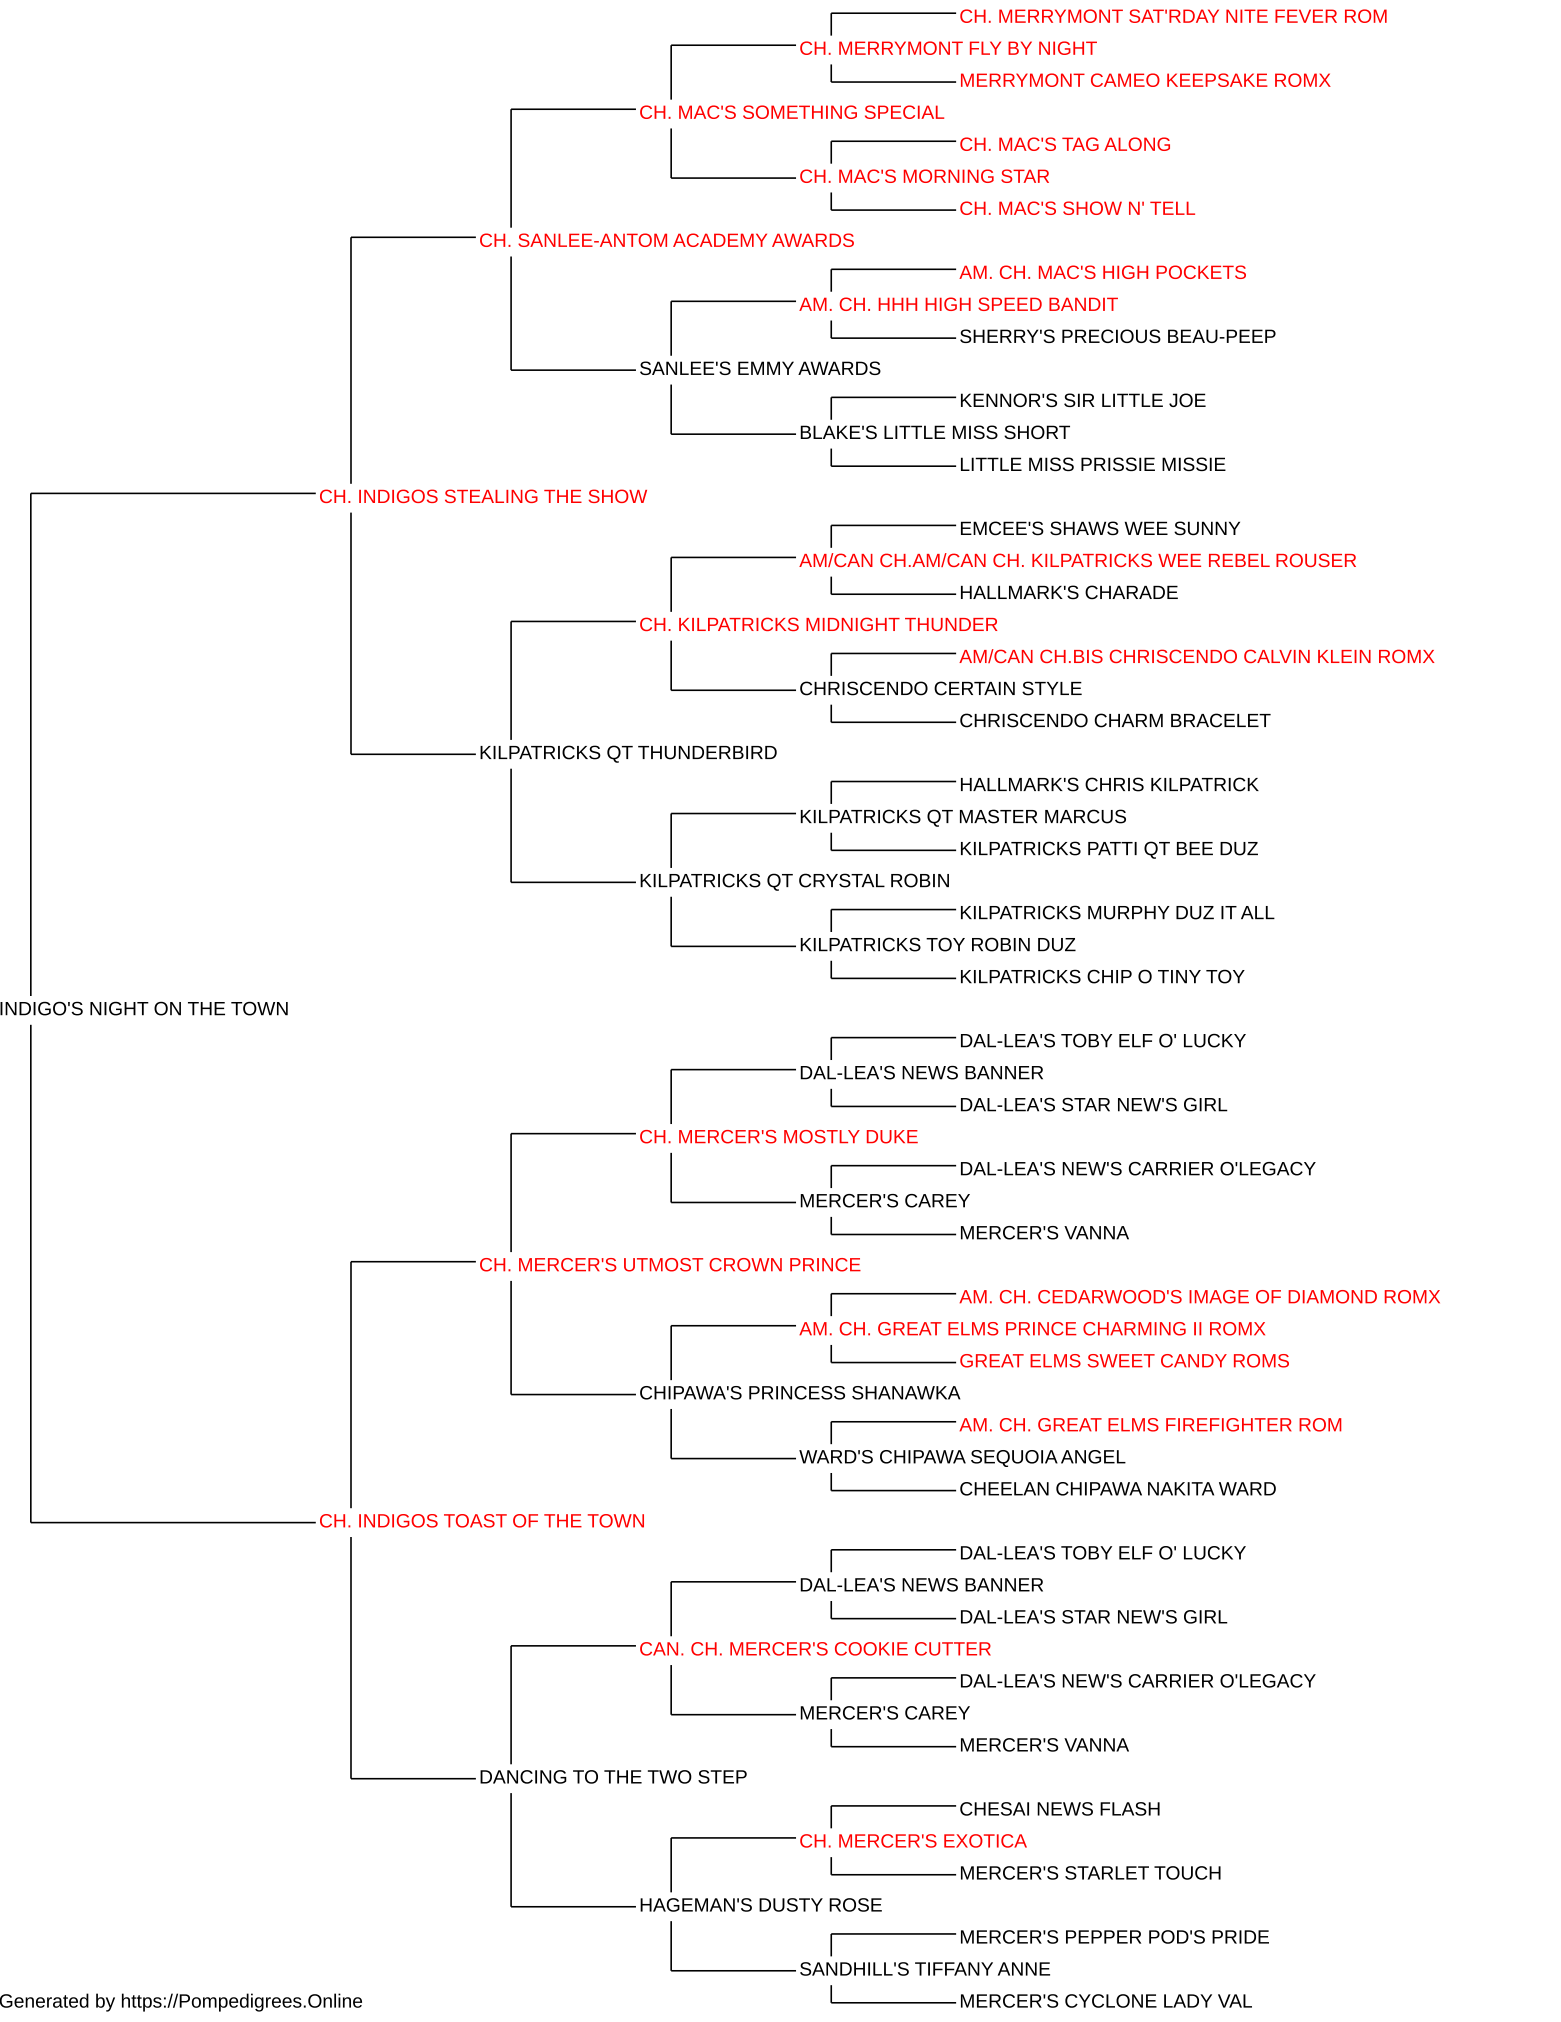 CH. MERRYMONT SAT'RDAY NITE FEVER ROM
CH. MERRYMONT FLY BY NIGHT
MERRYMONT CAMEO KEEPSAKE ROMX
CH. MAC'S SOMETHING SPECIAL
CH. MAC'S TAG ALONG
CH. MAC'S MORNING STAR
CH. MAC'S SHOW N' TELL
CH. SANLEE-ANTOM ACADEMY AWARDS
AM. CH. MAC'S HIGH POCKETS
AM. CH. HHH HIGH SPEED BANDIT
SHERRY'S PRECIOUS BEAU-PEEP
SANLEE'S EMMY AWARDS
KENNOR'S SIR LITTLE JOE
BLAKE'S LITTLE MISS SHORT
LITTLE MISS PRISSIE MISSIE
CH. INDIGOS STEALING THE SHOW
EMCEE'S SHAWS WEE SUNNY
AM/CAN CH.AM/CAN CH. KILPATRICKS WEE REBEL ROUSER
HALLMARK'S CHARADE
CH. KILPATRICKS MIDNIGHT THUNDER
AM/CAN CH.BIS CHRISCENDO CALVIN KLEIN ROMX
CHRISCENDO CERTAIN STYLE
CHRISCENDO CHARM BRACELET
KILPATRICKS QT THUNDERBIRD
HALLMARK'S CHRIS KILPATRICK
KILPATRICKS QT MASTER MARCUS
KILPATRICKS PATTI QT BEE DUZ
KILPATRICKS QT CRYSTAL ROBIN
KILPATRICKS MURPHY DUZ IT ALL
KILPATRICKS TOY ROBIN DUZ
KILPATRICKS CHIP O TINY TOY
INDIGO'S NIGHT ON THE TOWN
DAL-LEA'S TOBY ELF O' LUCKY
DAL-LEA'S NEWS BANNER
DAL-LEA'S STAR NEW'S GIRL
CH. MERCER'S MOSTLY DUKE
DAL-LEA'S NEW'S CARRIER O'LEGACY
MERCER'S CAREY
MERCER'S VANNA
CH. MERCER'S UTMOST CROWN PRINCE
AM. CH. CEDARWOOD'S IMAGE OF DIAMOND ROMX
AM. CH. GREAT ELMS PRINCE CHARMING II ROMX
GREAT ELMS SWEET CANDY ROMS
CHIPAWA'S PRINCESS SHANAWKA
AM. CH. GREAT ELMS FIREFIGHTER ROM
WARD'S CHIPAWA SEQUOIA ANGEL
CHEELAN CHIPAWA NAKITA WARD
CH. INDIGOS TOAST OF THE TOWN
DAL-LEA'S TOBY ELF O' LUCKY
DAL-LEA'S NEWS BANNER
DAL-LEA'S STAR NEW'S GIRL
CAN. CH. MERCER'S COOKIE CUTTER
DAL-LEA'S NEW'S CARRIER O'LEGACY
MERCER'S CAREY
MERCER'S VANNA
DANCING TO THE TWO STEP
CHESAI NEWS FLASH
CH. MERCER'S EXOTICA
MERCER'S STARLET TOUCH
HAGEMAN'S DUSTY ROSE
MERCER'S PEPPER POD'S PRIDE
SANDHILL'S TIFFANY ANNE
MERCER'S CYCLONE LADY VAL
Generated by https://Pompedigrees.Online